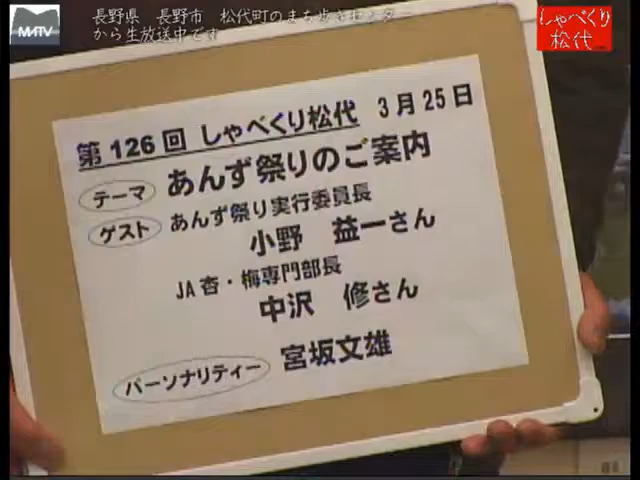 長野県 長野市 松代町のまち歩きセンター
から生放送中です
MATV
しゃべくり
松代
第126回 しゃべくり松代 3月25日
テーマ あんず祭りのご案内
ゲスト あんず祭り実行委員長
小野 益一さん
JA杏・梅専門部長
中沢 修さん
パーソナリティー 宮坂文雄